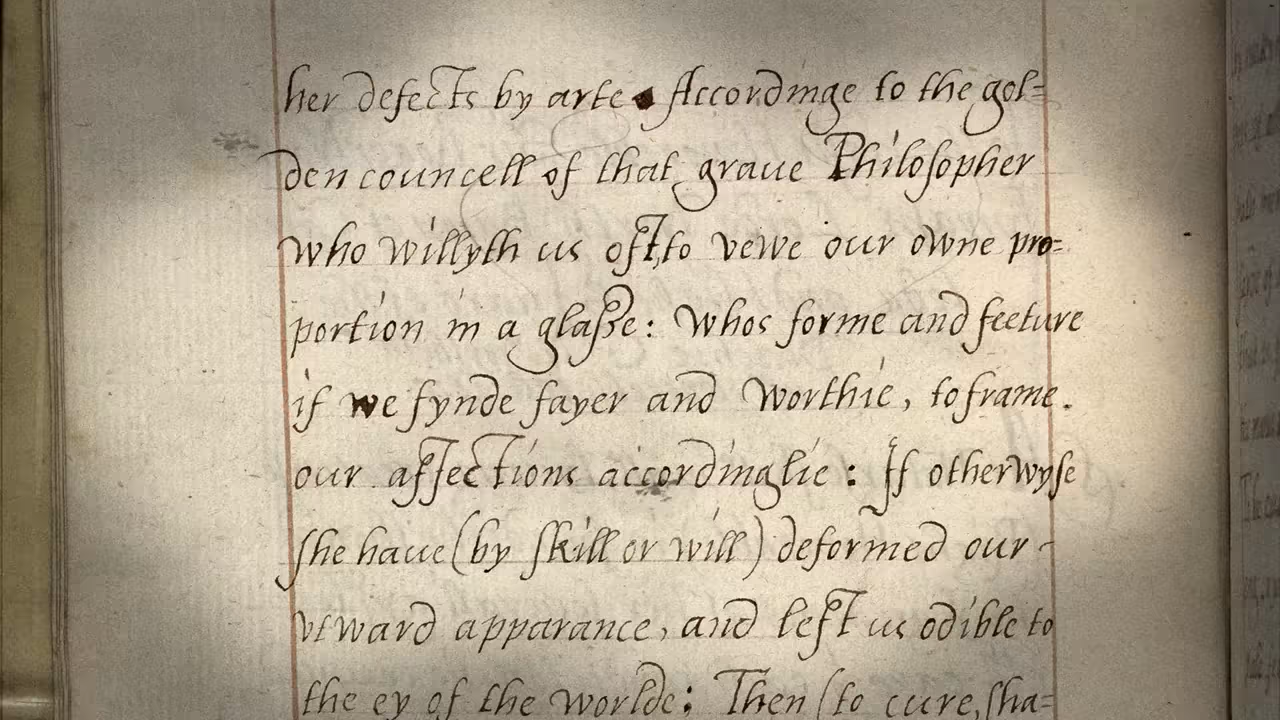 her defects by arte. Accordinge to the gol=
den councell of that graue Philosopher
who willyth us oft, to vewe our owne pro=
portion in a glasse: Whos forme and feeture
if we fynde fayer and worthie, to frame.
our affections accordinglie: If otherwyse
she haue (by skill or will) deformed our -
vtward apparance, and left us odible to
the ey of the worlde: Then (to cure, sha=